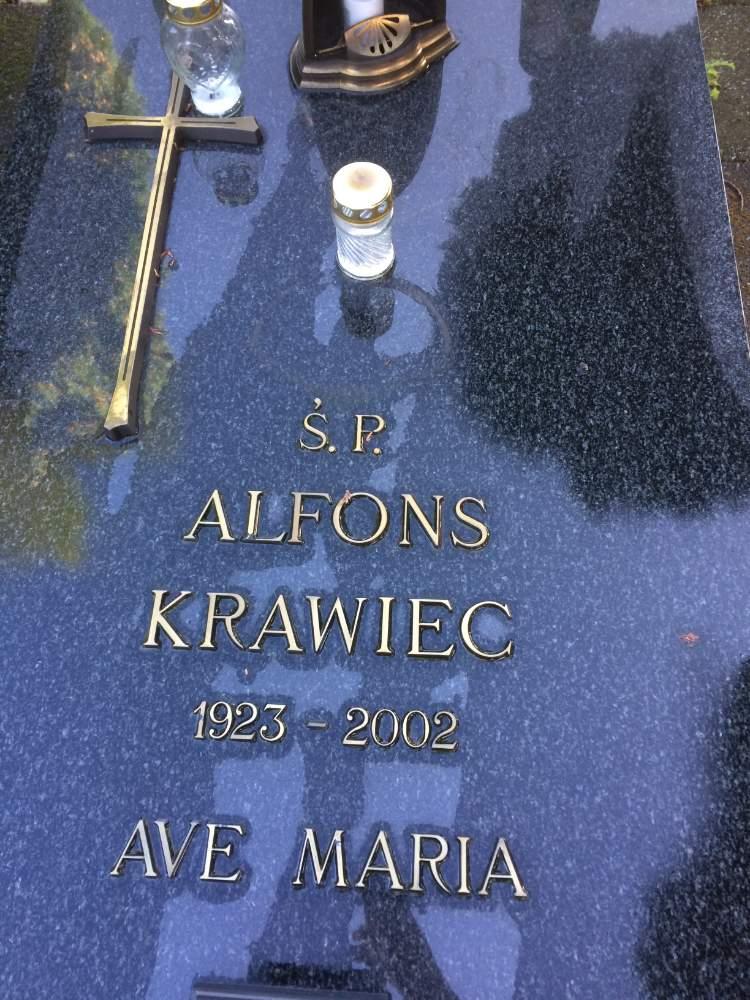 Ś. P.
ALFONS
KRAWIEC
1923 - 2002
AVE MARIA